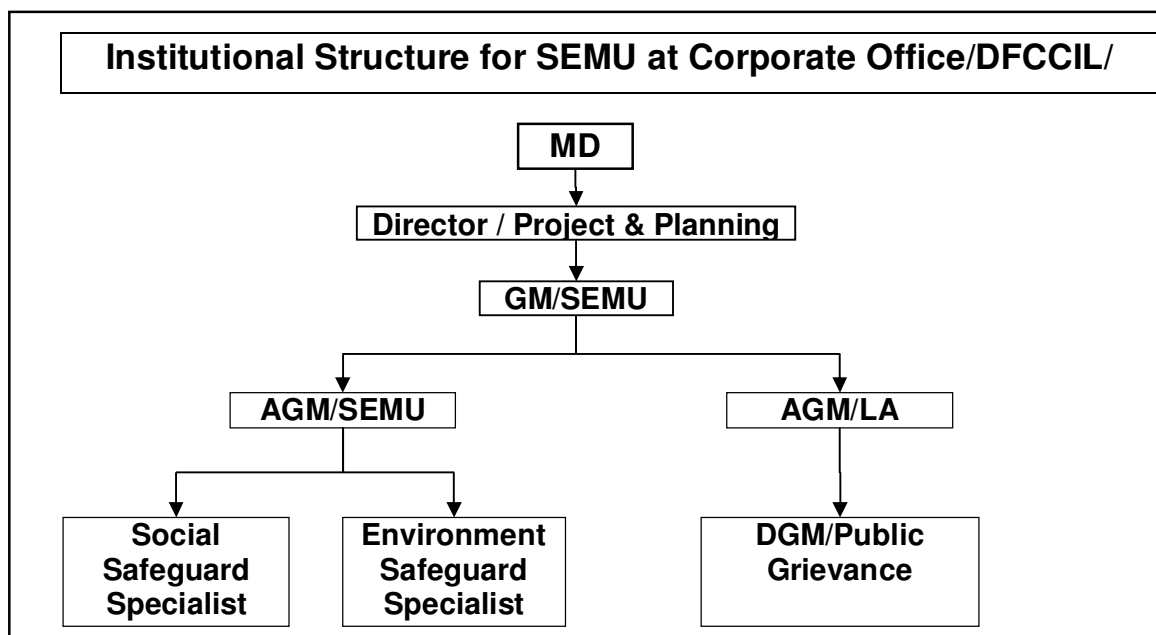 Institutional Structure for SEMU at Corporate Office/DFCCIL/
MD
Director / Project & Planning
GM/SEMU
AGM/SEMU
AGM/LA
Social
Safeguard
Specialist
Environment
Safeguard
Specialist
DGM/Public
Grievance